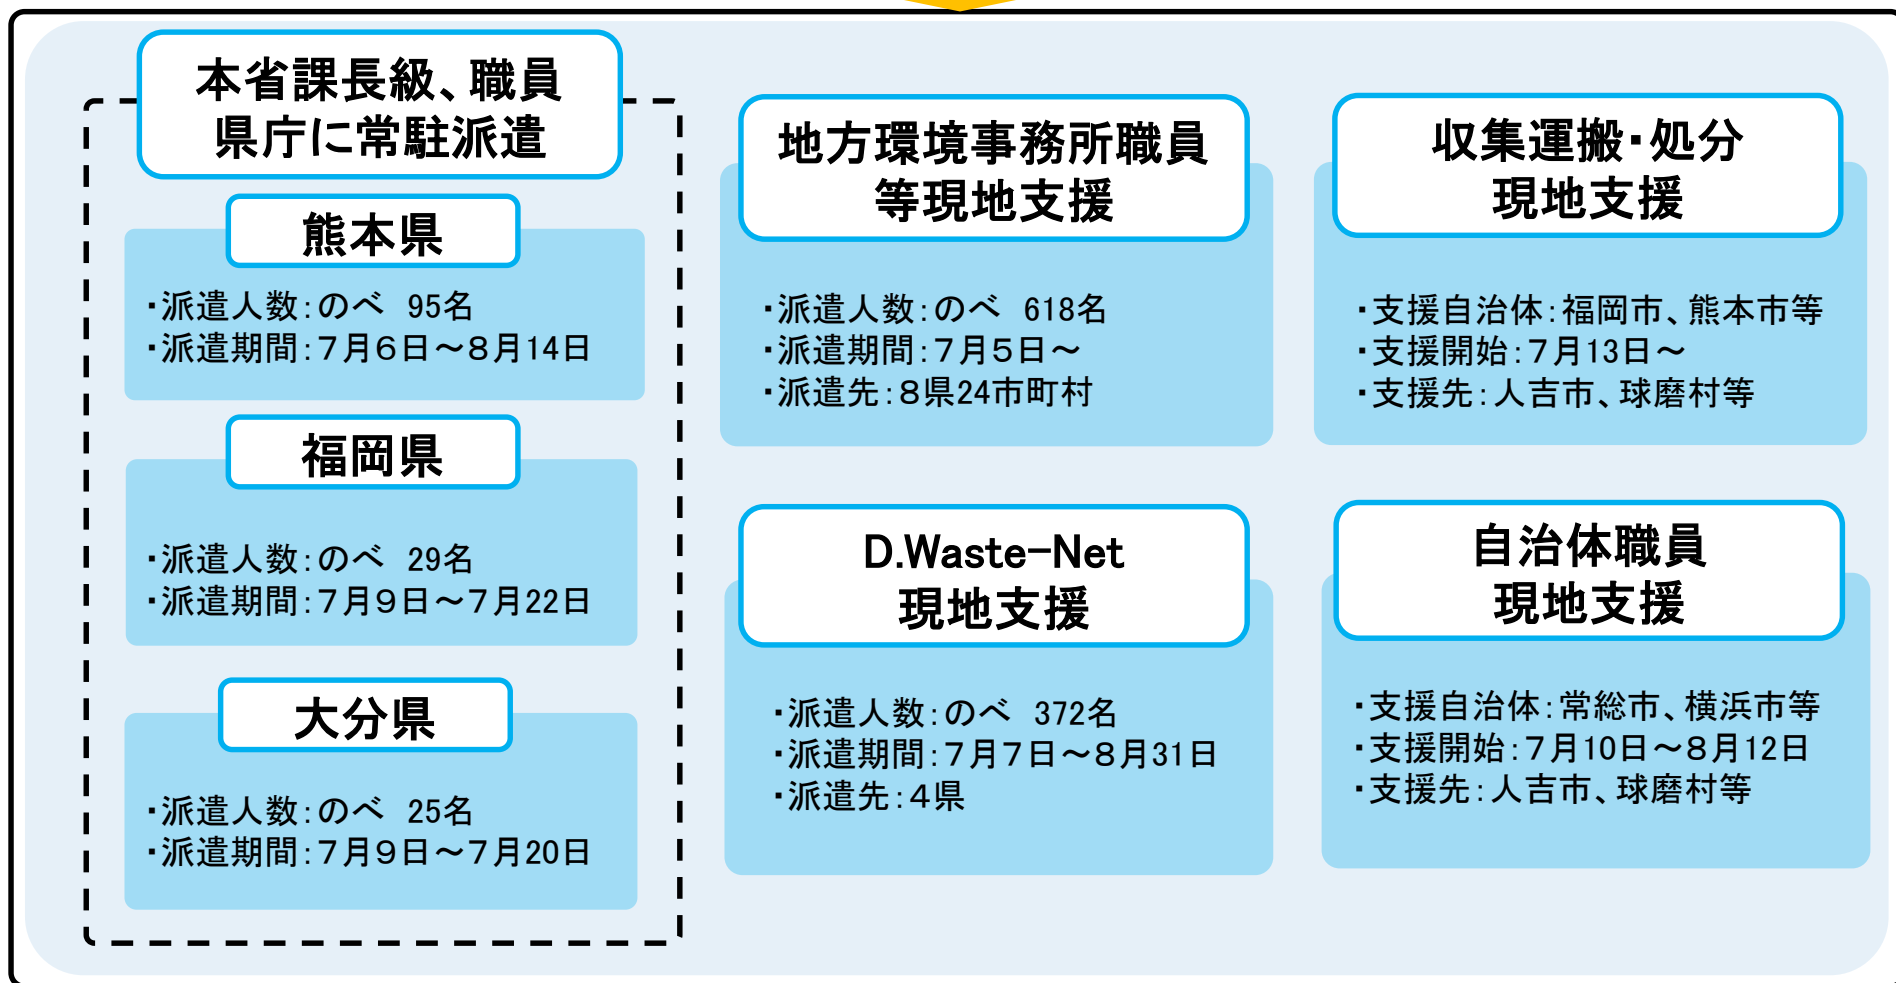 本省課長級、職員
県庁に常駐派遣
熊本県
・派遣人数：のべ 95名
・派遣期間：７月６日～８月14日
福岡県
・派遣人数：のべ 29名
・派遣期間：７月９日～７月22日
大分県
・派遣人数：のべ 25名
・派遣期間：７月９日～７月20日
地方環境事務所職員
等現地支援
・派遣人数：のべ 618名
・派遣期間：７月５日～
・派遣先：８県24市町村
D.Waste-Net
現地支援
・派遣人数：のべ 372名
・派遣期間：７月７日～８月31日
・派遣先：４県
収集運搬・処分
現地支援
・支援自治体：福岡市、熊本市等
・支援開始：７月13日～
・支援先：人吉市、球磨村等
自治体職員
現地支援
・支援自治体：常総市、横浜市等
・支援開始：７月10日～８月12日
・支援先：人吉市、球磨村等